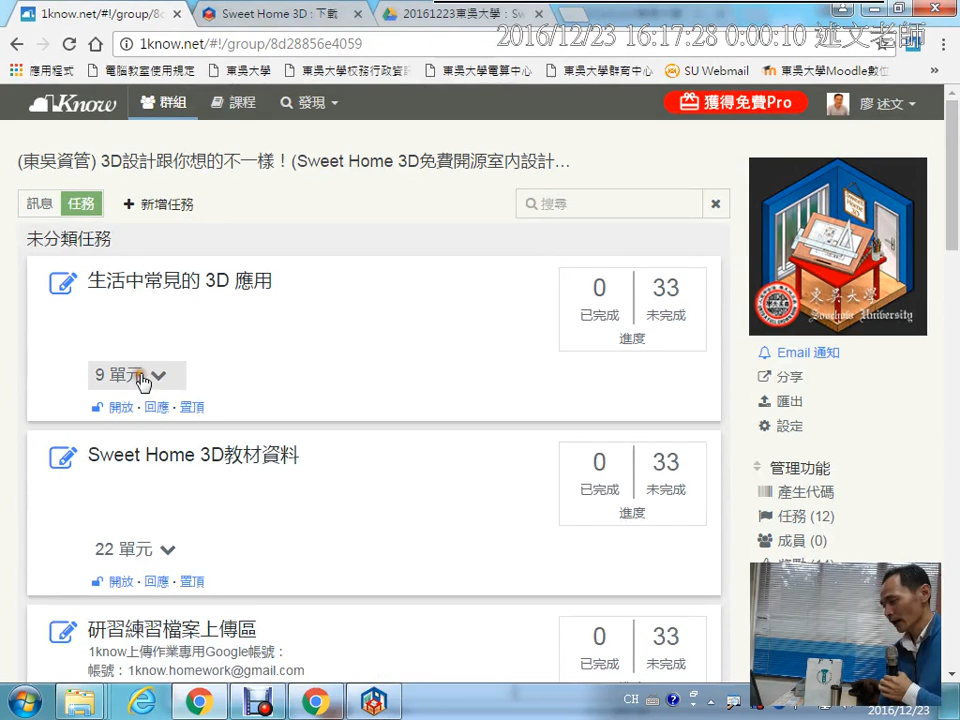 1know.net/#!/group/8c
Sweet Home 3D : 下載
20161223東吳大學：Sw
1know.net/#!/group/8d28856e4059
2016/12/23 16:17:28 0:00:10 述文老師
應用程式
電腦教室使用規定
東吳大學
東吳大學校務行政資訊
東吳大學電算中心
東吳大學群育中心
SU Webmail
東吳大學Moodle數位
1Know
群組
課程
發現
獲得免費Pro
廖 述文
(東吳資管) 3D設計跟你想的不一樣！(Sweet Home 3D免費開源室內設計…
訊息
任務
新增任務
搜尋
未分類任務
生活中常見的 3D 應用
0
33
已完成
未完成
進度
9 單元
開放 · 回應 · 置頂
Sweet Home 3D教材資料
0
33
已完成
未完成
進度
22 單元
開放 · 回應 · 置頂
研習練習檔案上傳區
1know上傳作業專用Google帳號：
帳號：1know.homework@gmail.com
0
33
已完成
未完成
東吳大學
Soochow University
Email 通知
分享
匯出
設定
管理功能
產生代碼
任務 (12)
成員 (0)
CH
2016/12/23